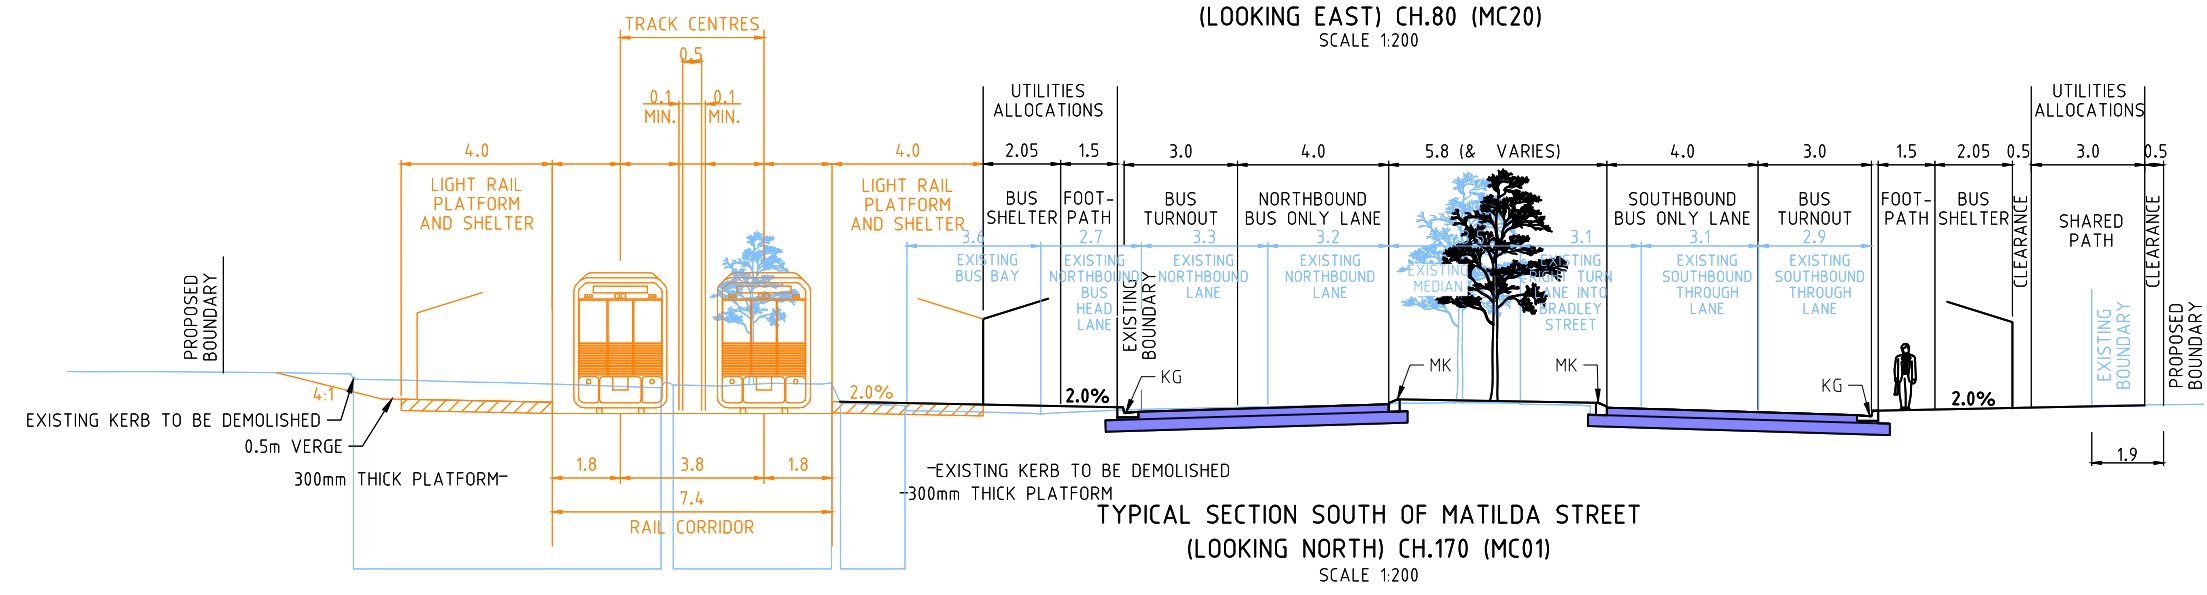 (LOOKING EAST) CH.80 (MC20)
SCALE 1:200
TRACK CENTRES
0.5
0.1
MIN.
0.1
MIN.
UTILITIES
ALLOCATIONS
UTILITIES
ALLOCATIONS
4.0
4.0
2.05
1.5
3.0
4.0
5.8 (& VARIES)
4.0
3.0
1.5
2.05
0.5
3.0
0.5
LIGHT RAIL
PLATFORM
AND SHELTER
LIGHT RAIL
PLATFORM
AND SHELTER
BUS
SHELTER
FOOT-
PATH
BUS
TURNOUT
NORTHBOUND
BUS ONLY LANE
SOUTHBOUND
BUS ONLY LANE
BUS
TURNOUT
FOOT-
PATH
BUS
SHELTER
CLEARANCE
SHARED
PATH
CLEARANCE
3.6
2.7
3.3
3.2
3.1
3.1
2.9
EXISTING
BUS BAY
EXISTING
NORTHBOUND
BUS
HEAD
LANE
EXISTING
NORTHBOUND
LANE
EXISTING
NORTHBOUND
LANE
EXISTING
MEDIAN
EXISTING
RIGHT TURN
LANE INTO
BRADLEY
STREET
EXISTING
SOUTHBOUND
THROUGH
LANE
EXISTING
SOUTHBOUND
THROUGH
LANE
PROPOSED
BOUNDARY
EXISTING
BOUNDARY
EXISTING
BOUNDARY
PROPOSED
BOUNDARY
KG
MK
MK
KG
4:1
2.0%
2.0%
2.0%
EXISTING KERB TO BE DEMOLISHED
0.5m VERGE
300mm THICK PLATFORM
1.8
3.8
1.8
7.4
RAIL CORRIDOR
EXISTING KERB TO BE DEMOLISHED
300mm THICK PLATFORM
1.9
TYPICAL SECTION SOUTH OF MATILDA STREET
(LOOKING NORTH) CH.170 (MC01)
SCALE 1:200